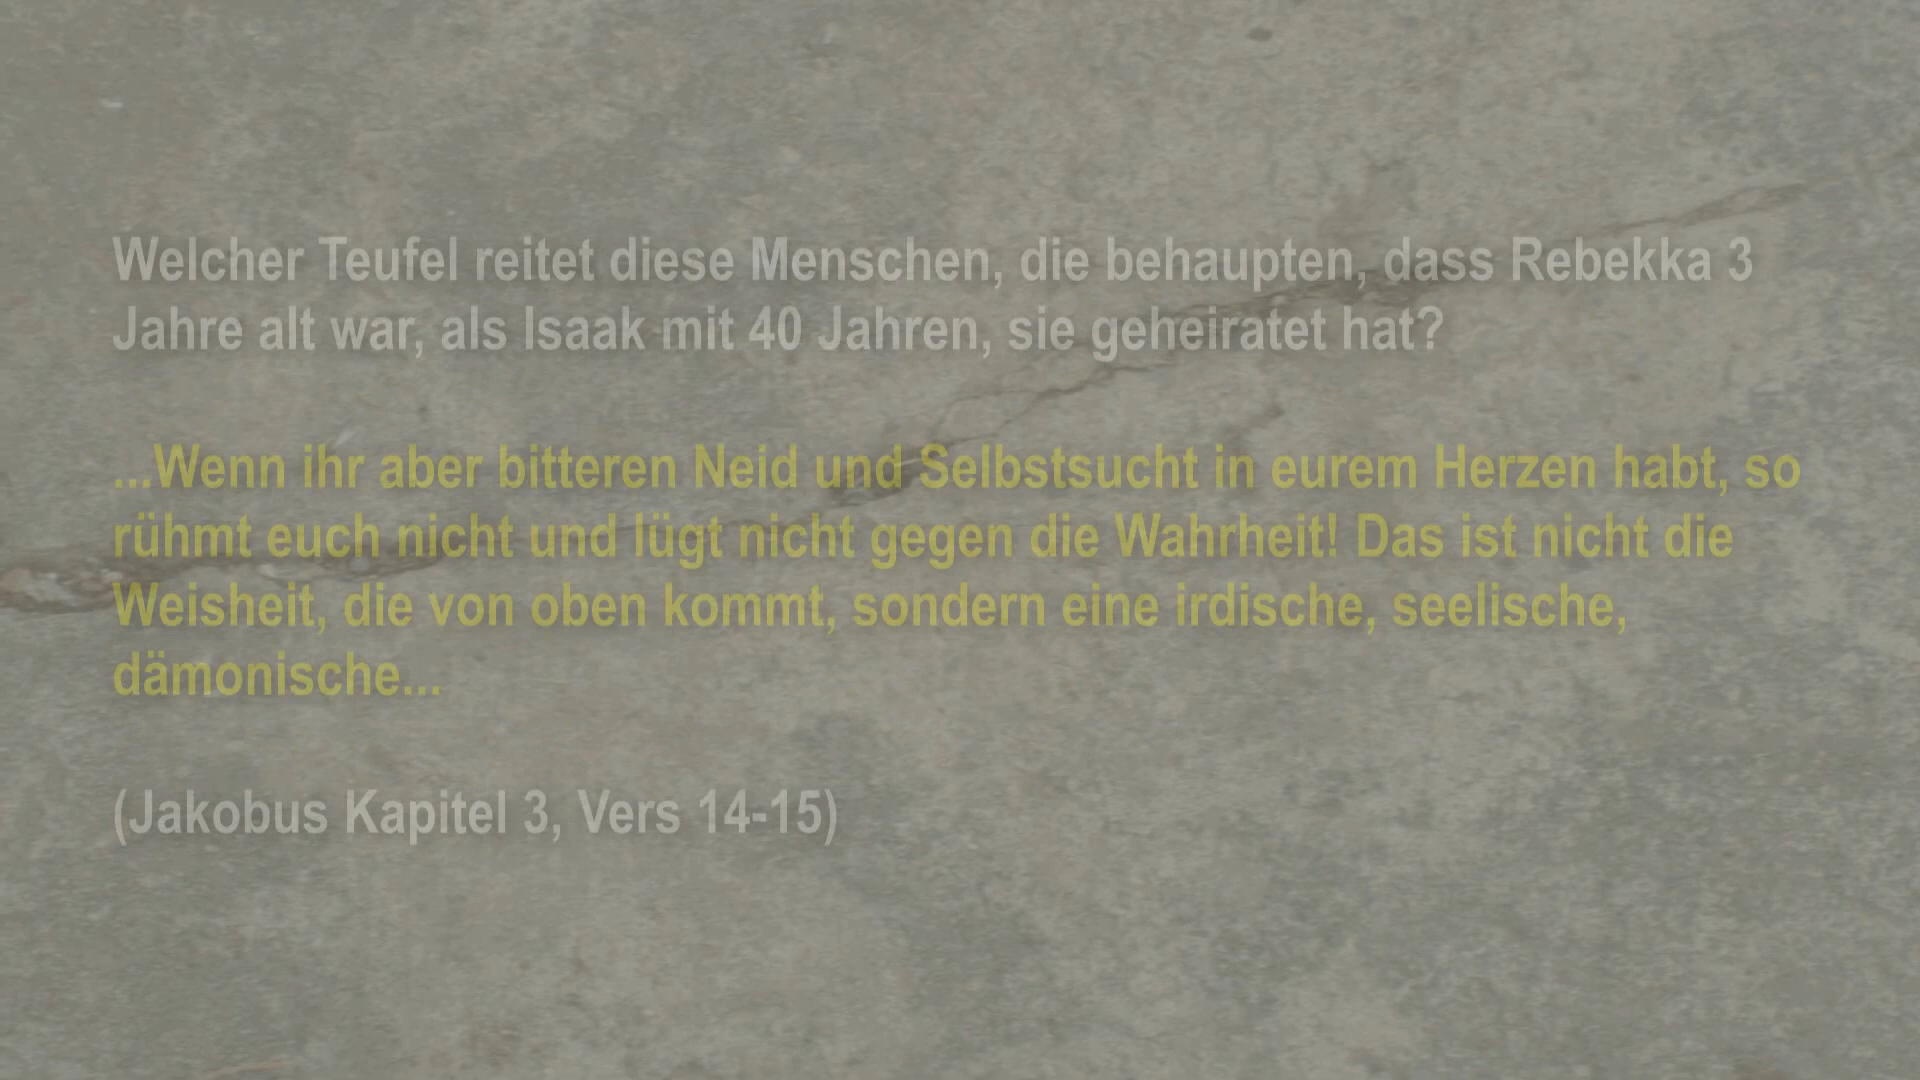 Welcher Teufel reitet diese Menschen, die behaupten, dass Rebekka 3
Jahre alt war, als Isaak mit 40 Jahren, sie geheiratet hat?
...Wenn ihr aber bitteren Neid und Selbstsucht in eurem Herzen habt, so
rühmt euch nicht und lügt nicht gegen die Wahrheit! Das ist nicht die
Weisheit, die von oben kommt, sondern eine irdische, seelische,
dämonische...
(Jakobus Kapitel 3, Vers 14-15)